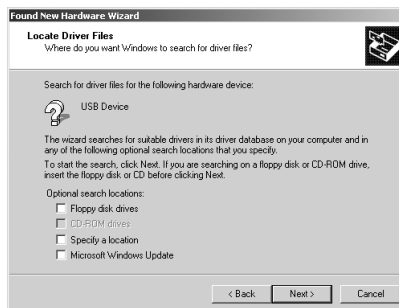 Found New Hardware Wizard
Locate Driver Files
Where do you want Windows to search for driver files?
Search for driver files for the following hardware device:
USB Device
The wizard searches for suitable drivers in its driver database on your computer and in
any of the following optional search locations that you specify.
To start the search, click Next. If you are searching on a floppy disk or CD-ROM drive,
insert the floppy disk or CD before clicking Next.
Optional search locations:
Floppy disk drives
CD-ROM drives
Specify a location
Microsoft Windows Update
< Back Next > Cancel